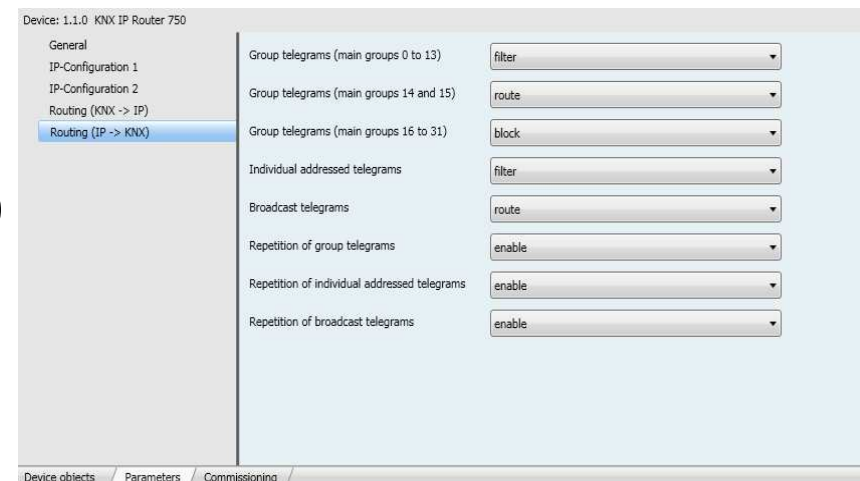 Device: 1.1.0 KNX IP Router 750
General
IP-Configuration 1
IP-Configuration 2
Routing (KNX -> IP)
Routing (IP -> KNX)
Group telegrams (main groups 0 to 13) filter
Group telegrams (main groups 14 and 15) route
Group telegrams (main groups 16 to 31) block
Individual addressed telegrams filter
Broadcast telegrams route
Repetition of group telegrams enable
Repetition of individual addressed telegrams enable
Repetition of broadcast telegrams enable
Device objects Parameters Commissioning